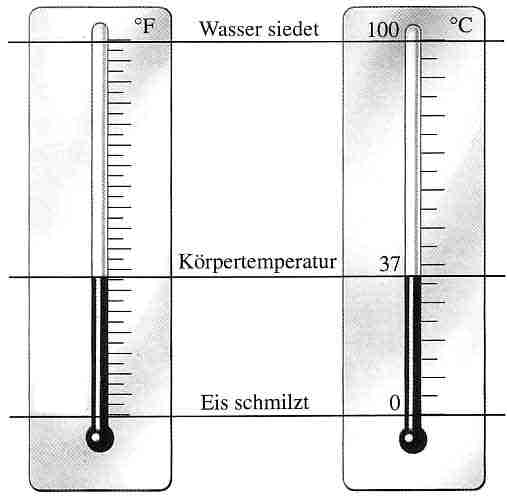 °F
Wasser siedet
100
°C
Körpertemperatur
37
Eis schmilzt
0